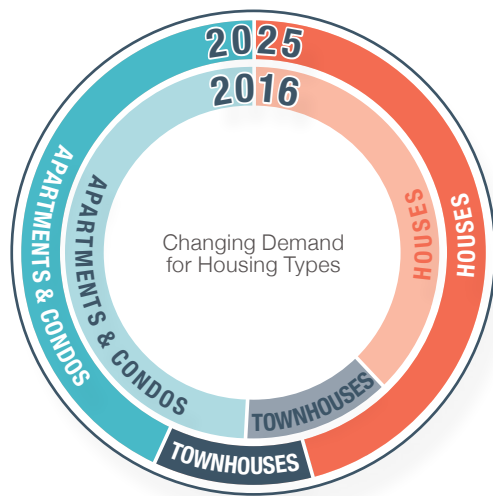 2025
2016
APARTMENTS & CONDOS
APARTMENTS & CONDOS
Changing Demand
for Housing Types
HOUSES
HOUSES
TOWNHOUSES
TOWNHOUSES